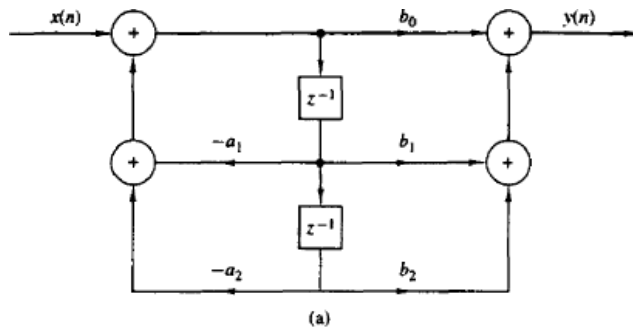 x(n) + b₀ + y(n)
z⁻¹
+ −a₁ b₁ +
z⁻¹
−a₂ b₂
(a)